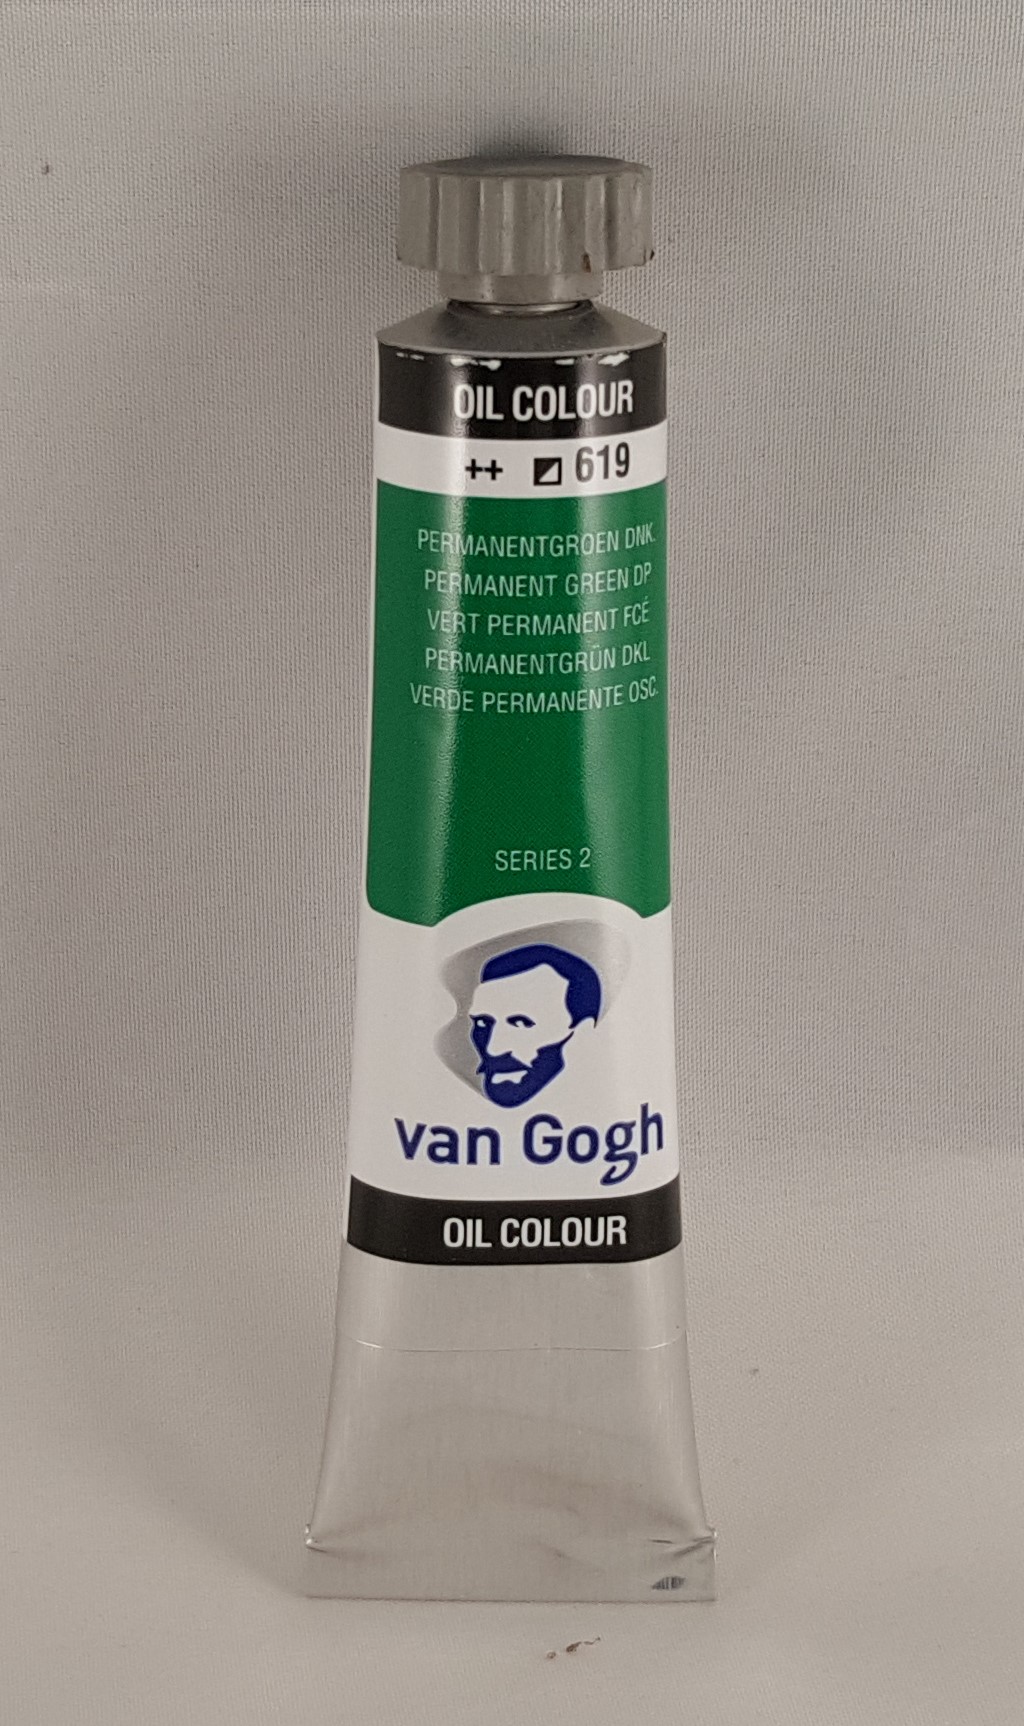 OIL COLOUR
++ 619
PERMANENTGROEN DNK.
PERMANENT GREEN DP
VERT PERMANENT FCÉ
PERMANENTGRÜN DKL
VERDE PERMANENTE OSC.
SERIES 2
van Gogh
OIL COLOUR